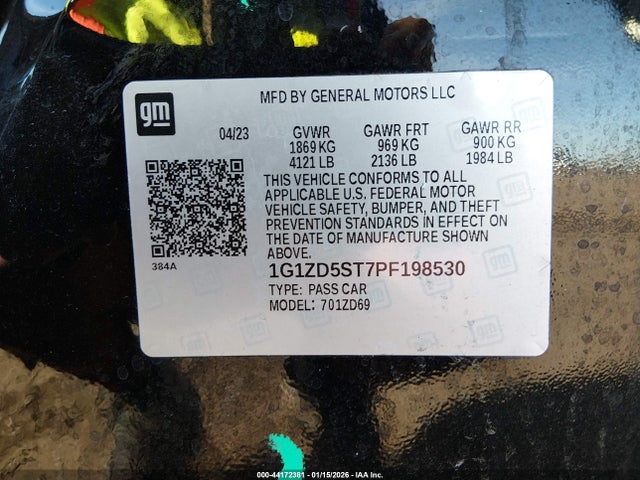 gm
MFD BY GENERAL MOTORS LLC
04/23 GVWR GAWR FRT GAWR RR
1869 KG 969 KG 900 KG
4121 LB 2136 LB 1984 LB
THIS VEHICLE CONFORMS TO ALL
APPLICABLE U.S. FEDERAL MOTOR
VEHICLE SAFETY, BUMPER, AND THEFT
PREVENTION STANDARDS IN EFFECT ON
THE DATE OF MANUFACTURE SHOWN
ABOVE.
384A
1G1ZD5ST7PF198530
TYPE: PASS CAR
MODEL: 701ZD69
000-44172381 - 01/15/2026 - IAA Inc.